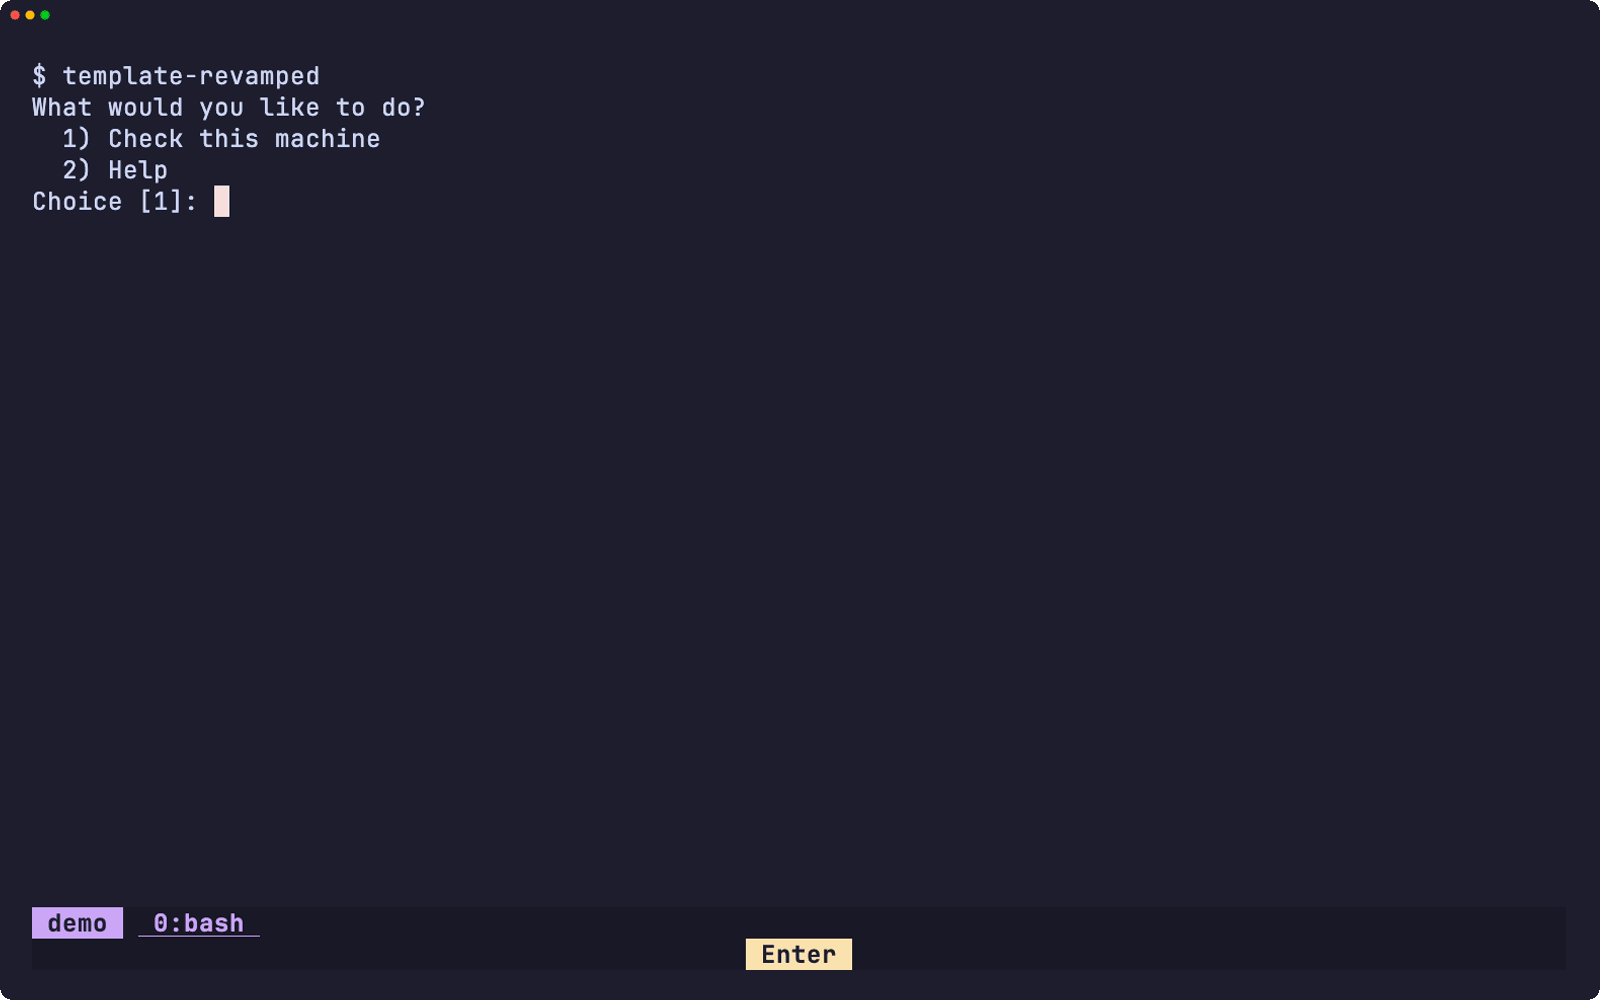 $ template-revamped
What would you like to do?
  1) Check this machine
  2) Help
Choice [1]:
demo  0:bash
Enter